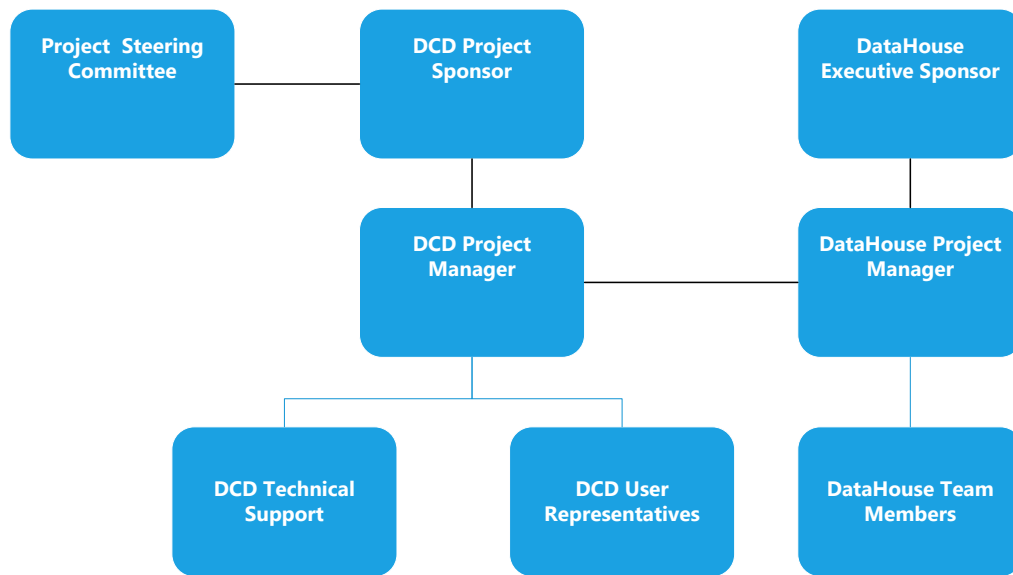 Project  Steering
Committee
DCD Project
Sponsor
DataHouse
Executive Sponsor
DCD Project
Manager
DataHouse Project
Manager
DCD Technical
Support
DCD User
Representatives
DataHouse Team
Members